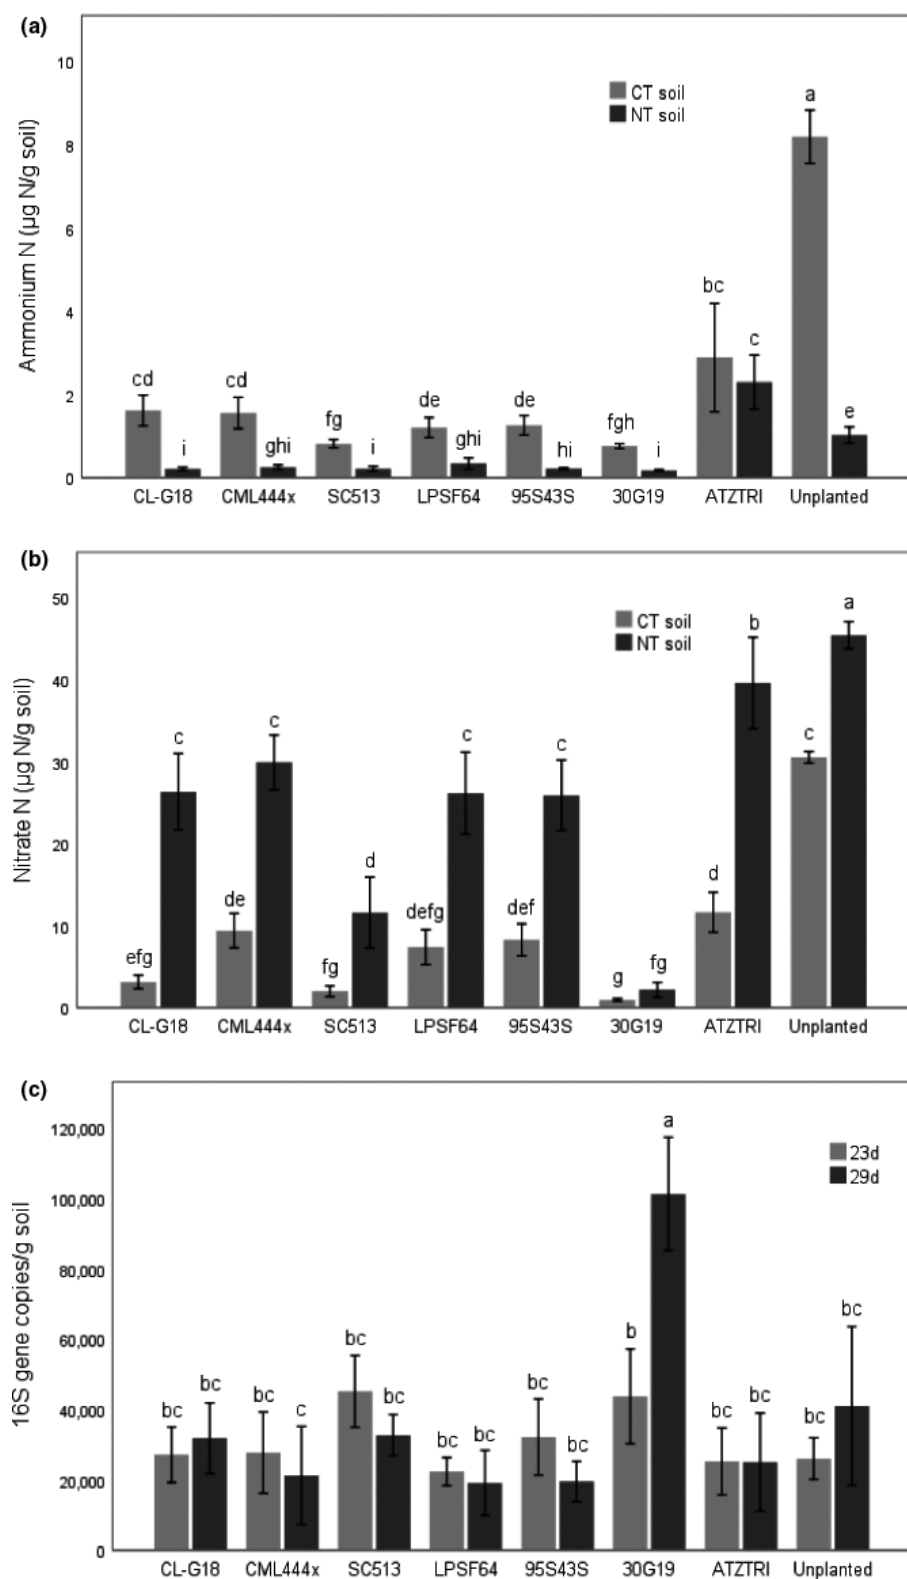 (a)
10
8
6
4
2
0
Ammonium N (µg N/g soil)
CT soil
NT soil
cd i cd ghi fg i de ghi de hi fgh i bc c a e
CL-G18 CML444x SC513 LPSF64 95S43S 30G19 ATZTRI Unplanted
(b)
50
40
30
20
10
0
Nitrate N (µg N/g soil)
CT soil
NT soil
efg c de c fg d defg c def c g fg d b c a
CL-G18 CML444x SC513 LPSF64 95S43S 30G19 ATZTRI Unplanted
(c)
120,000
100,000
80,000
60,000
40,000
20,000
0
16S gene copies/g soil
23d
29d
bc bc bc c bc bc bc bc bc bc b a bc bc bc bc
CL-G18 CML444x SC513 LPSF64 95S43S 30G19 ATZTRI Unplanted